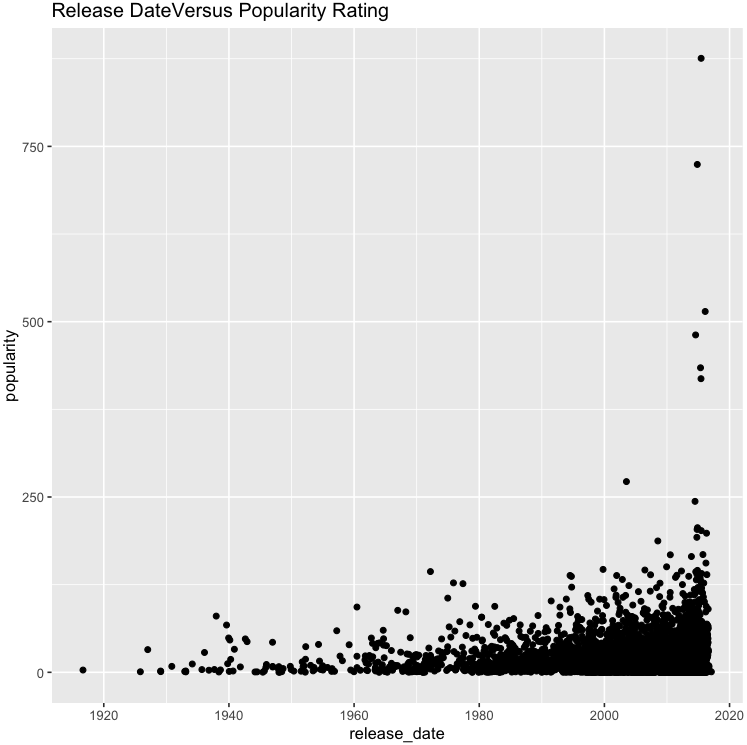 Release DateVersus Popularity Rating
popularity
750
500
250
0
1920 1940 1960 1980 2000 2020
release_date